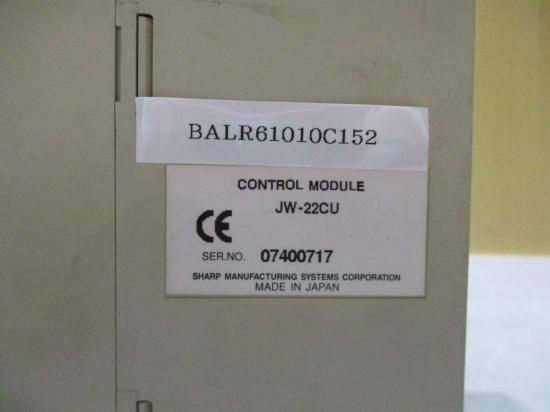 BALR61010C152
CONTROL MODULE
JW-22CU
CE
SER.NO. 07400717
SHARP MANUFACTURING SYSTEMS CORPORATION
MADE IN JAPAN